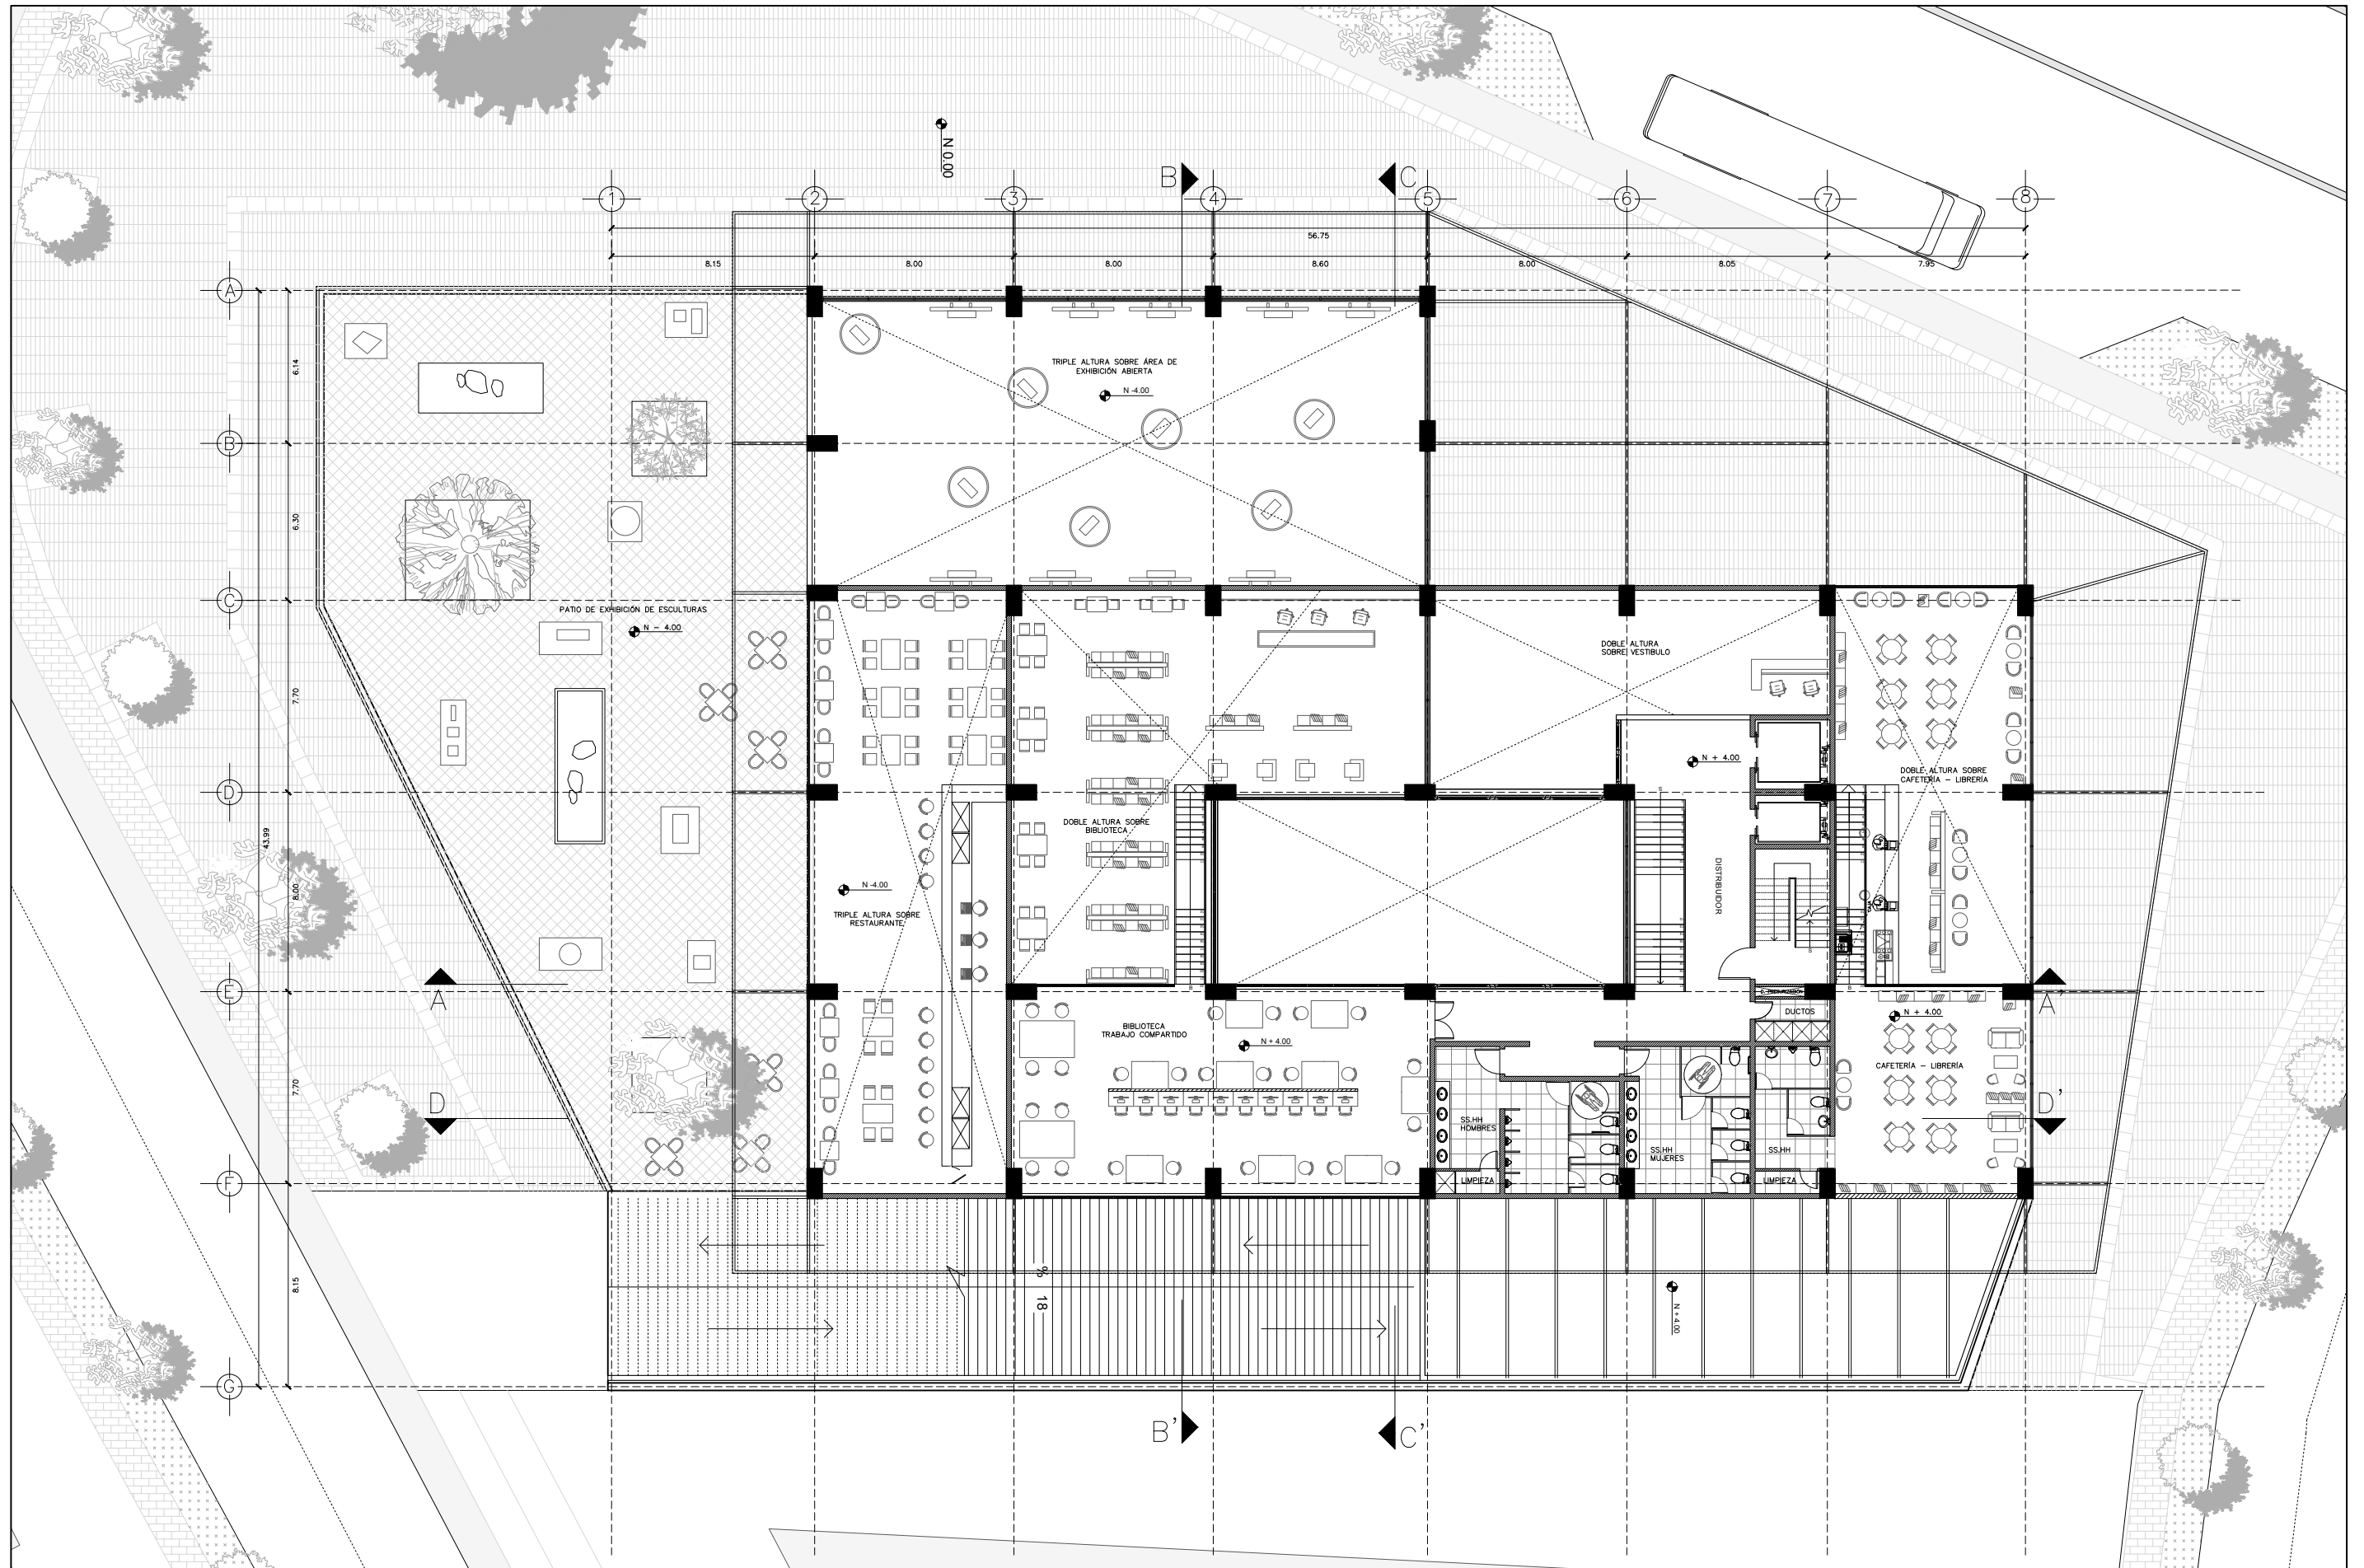 N 0.00
B
C
1
2
3
4
5
6
7
8
56.75
8.15
8.00
8.00
8.60
8.00
8.05
7.95
A
B
C
D
E
F
G
6.14
6.30
7.70
8.00
7.70
8.15
43.99
TRIPLE ALTURA SOBRE ÁREA DE
EXHIBICIÓN ABIERTA
N -4.00
PATIO DE EXHIBICIÓN DE ESCULTURAS
N - 4.00
DOBLE ALTURA
SOBRE VESTIBULO
N + 4.00
DOBLE ALTURA SOBRE
CAFETERÍA - LIBRERÍA
DOBLE ALTURA SOBRE
BIBLIOTECA
N -4.00
TRIPLE ALTURA SOBRE
RESTAURANTE
DISTRIBUIDOR
S
S
B
B
A
A'
DUCTOS
N + 4.00
BIBLIOTECA
TRABAJO COMPARTIDO
N + 4.00
CAFETERÍA - LIBRERÍA
D
D'
SS.HH
HOMBRES
SS.HH
MUJERES
SS.HH
LIMPIEZA
LIMPIEZA
% 18
N + 4.00
B'
C'